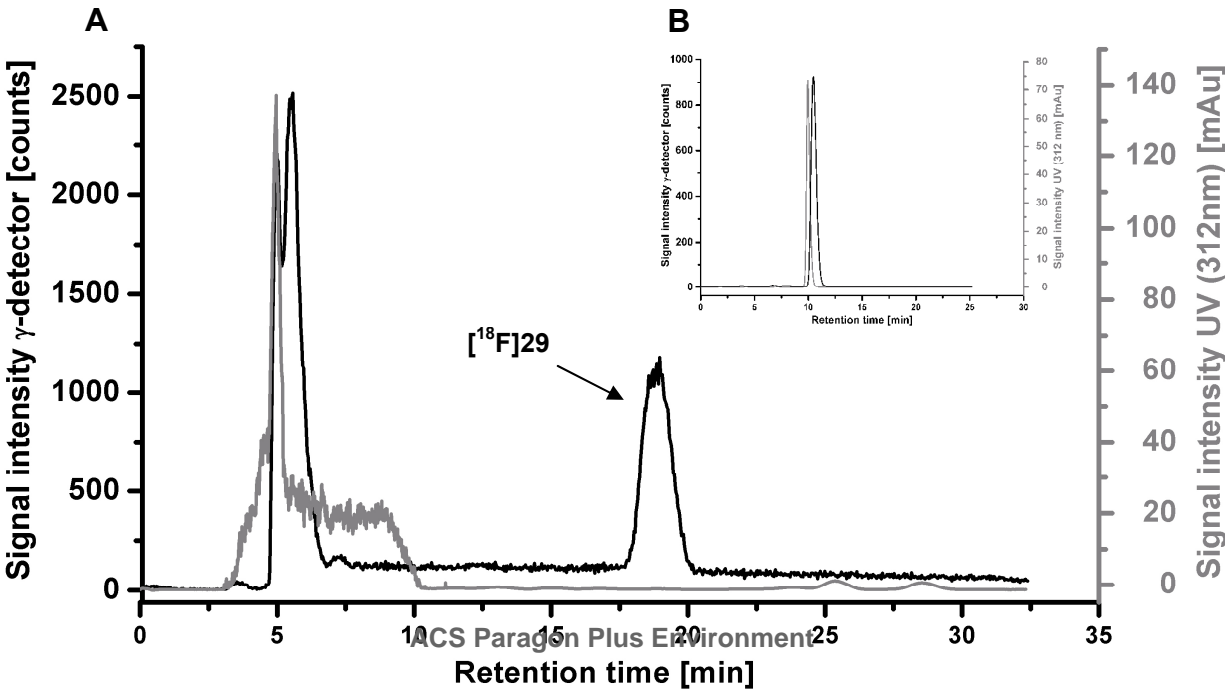 A
B
Signal intensity γ-detector [counts]
2500
2000
1500
1000
500
0
140
120
100
80
60
40
20
0
Signal intensity UV (312nm) [mAu]
Signal intensity γ-detector [counts]
1000
800
600
400
200
0
80
70
60
50
40
30
20
10
0
Signal intensity UV (312 nm) [mAu]
0 5 10 15 20 25 30
Retention time [min]
[18F]29
0 5 10 15 20 25 30 35
ACS Paragon Plus Environment
Retention time [min]